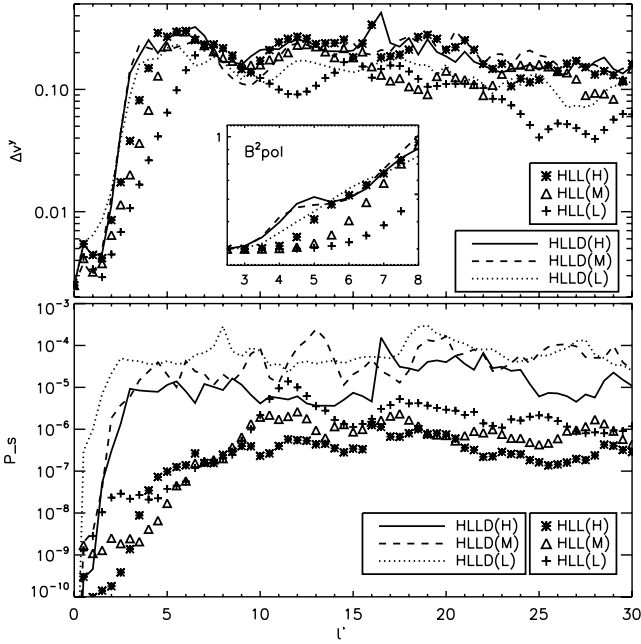 0.10
0.01
Δvʸ
B²pol
1
3 4 5 6 7 8
HLL(H)
HLL(M)
HLL(L)
HLLD(H)
HLLD(M)
HLLD(L)
10⁻³
10⁻⁴
10⁻⁵
10⁻⁶
10⁻⁷
10⁻⁸
10⁻⁹
10⁻¹⁰
P_s
HLLD(H)
HLLD(M)
HLLD(L)
HLL(H)
HLL(M)
HLL(L)
0 5 10 15 20 25 30